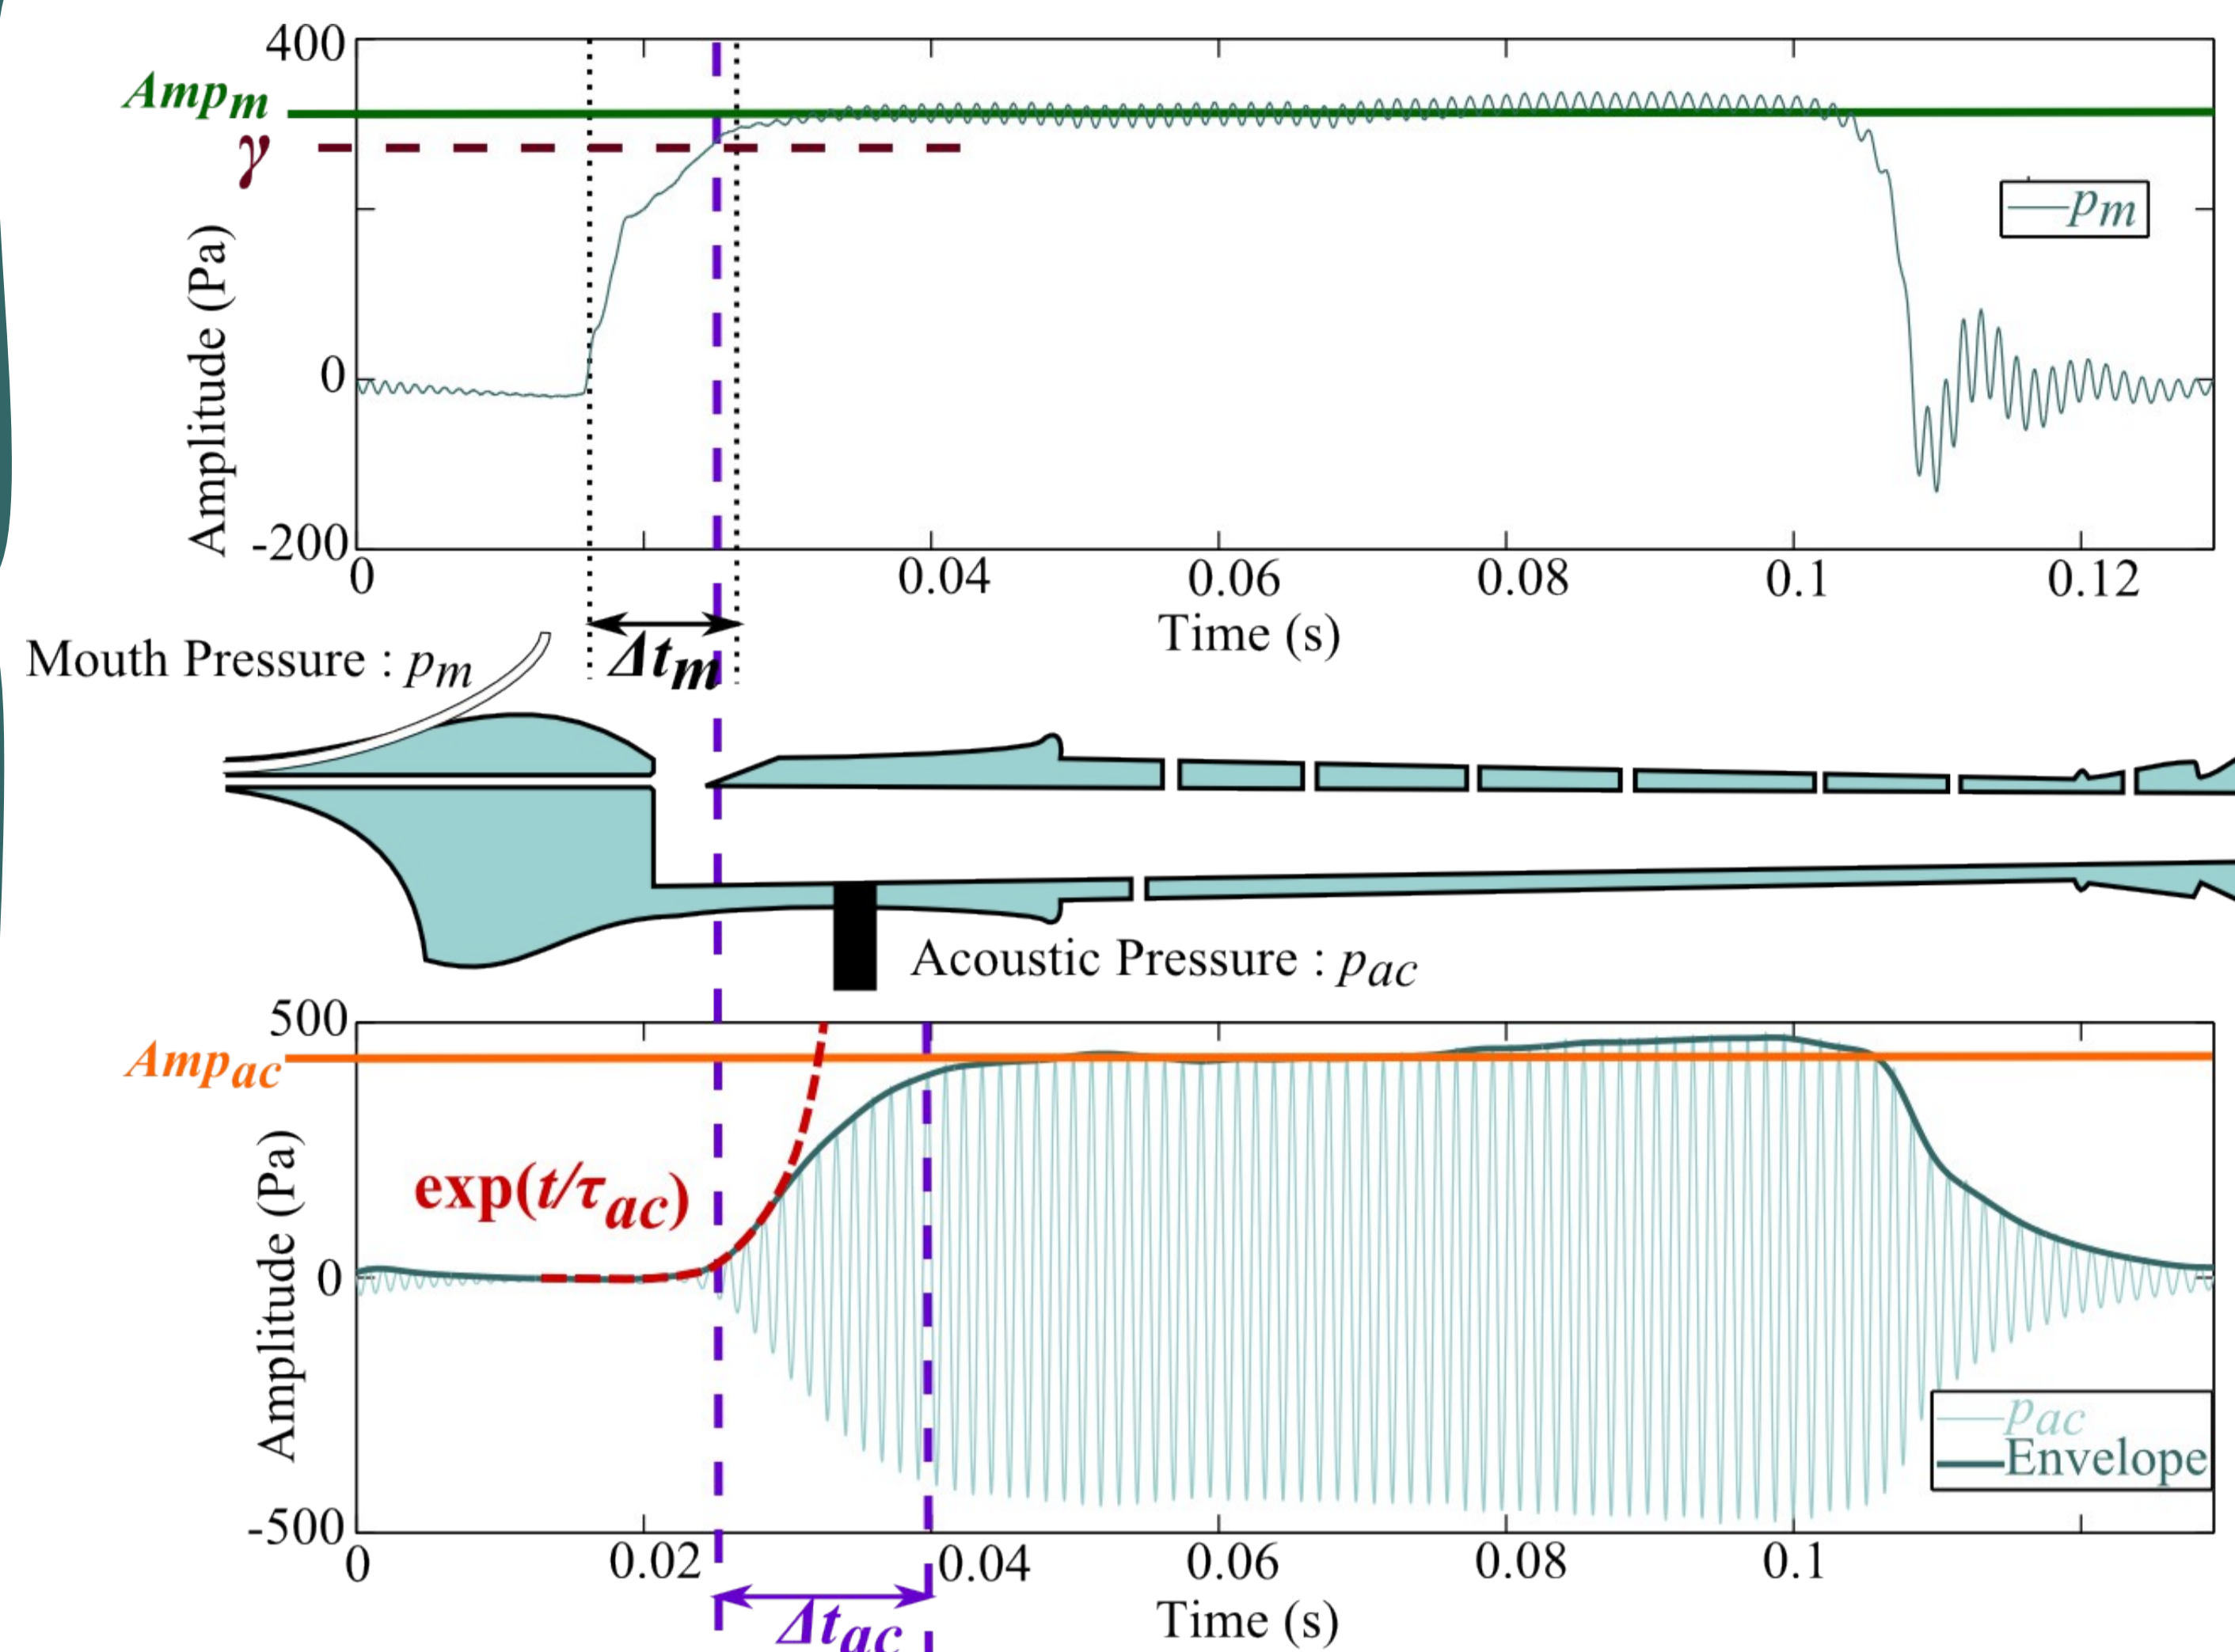 400
Amp_m
γ
Amplitude (Pa)
p_m
0
-200
0 0.04 0.06 0.08 0.1 0.12
Time (s)
Δt_m
Mouth Pressure : p_m
Acoustic Pressure : p_ac
500
Amp_ac
exp(t/τ_ac)
Amplitude (Pa)
0
p_ac
Envelope
-500
0 0.02 0.04 0.06 0.08 0.1
Time (s)
Δt_ac